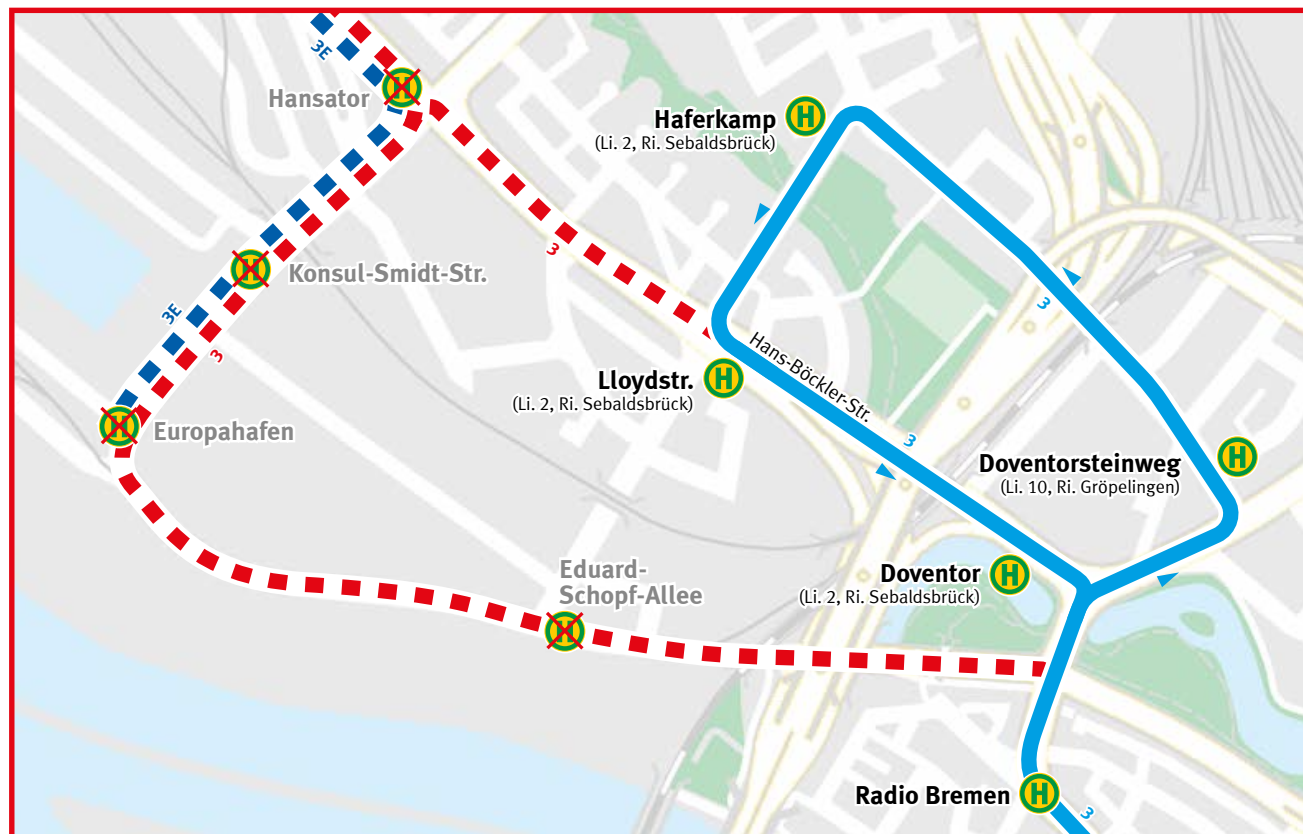 3E
H
Hansator
Haferkamp
(Li. 2, Ri. Sebaldsbrück)
H
3
H
Konsul-Smidt-Str.
3
3E
3
Hans-Böckler-Str.
Lloydstr.
(Li. 2, Ri. Sebaldsbrück)
H
3
H
Europahafen
Doventorsteinweg
(Li. 10, Ri. Gröpelingen)
H
Eduard-
Schopf-Allee
H
Doventor
(Li. 2, Ri. Sebaldsbrück)
H
Radio Bremen
H
3